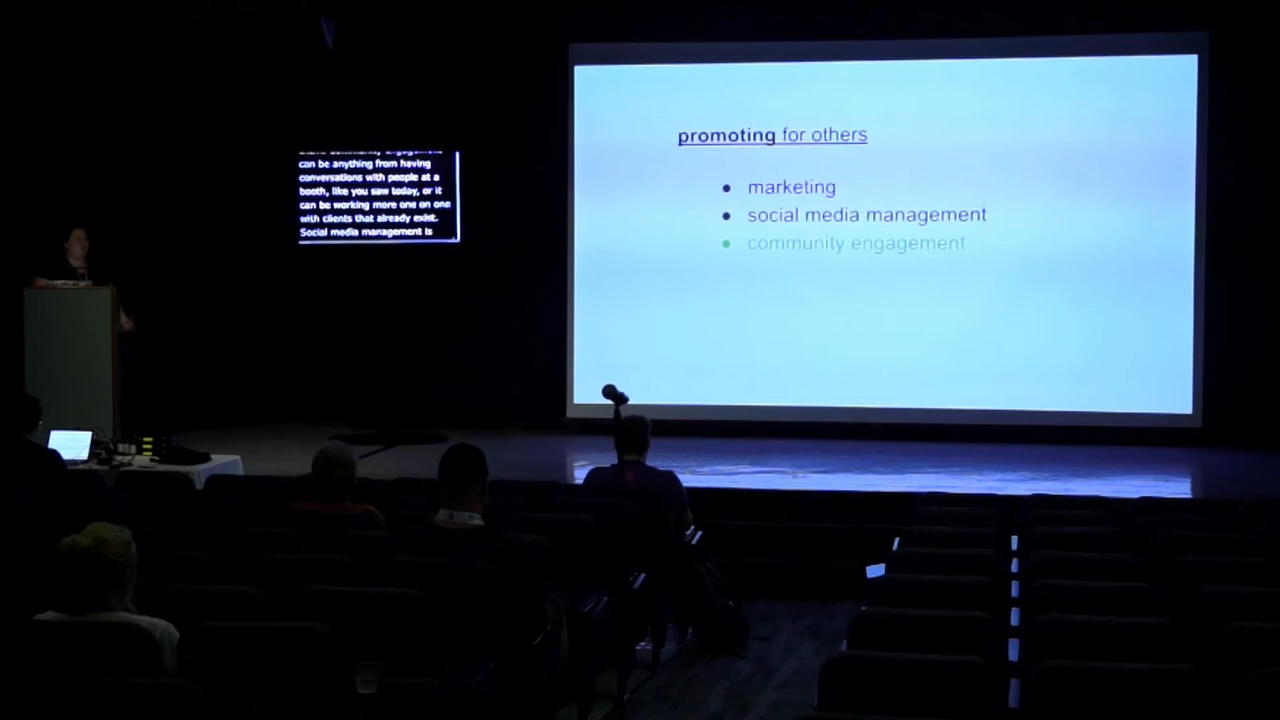 can be anything from having
conversations with people at a
booth, like you saw today, or it
can be working more one on one
with clients that already exist.
Social media management is
promoting for others
• marketing
• social media management
• community engagement